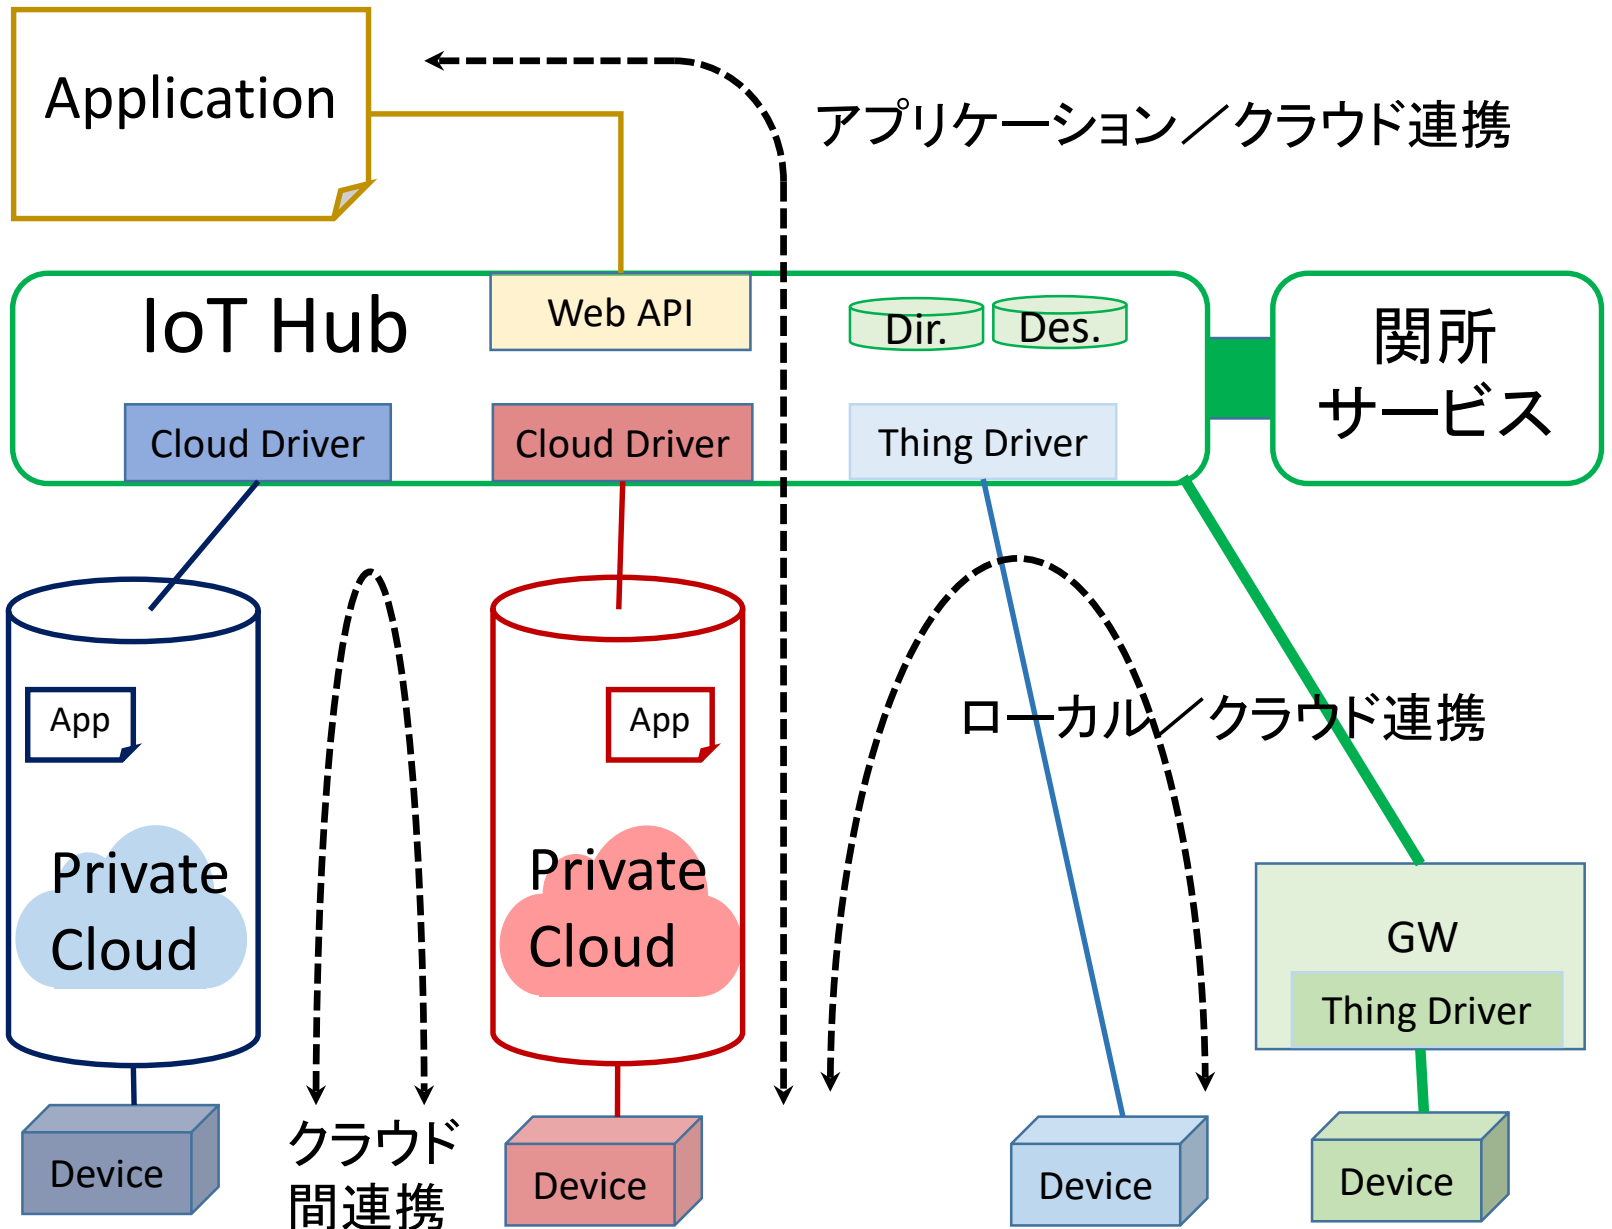 Application
アプリケーション／クラウド連携
IoT Hub
Web API
Dir.
Des.
関所
サービス
Cloud Driver
Cloud Driver
Thing Driver
App
App
ローカル／クラウド連携
Private
Cloud
Private
Cloud
GW
Thing Driver
クラウド
間連携
Device
Device
Device
Device